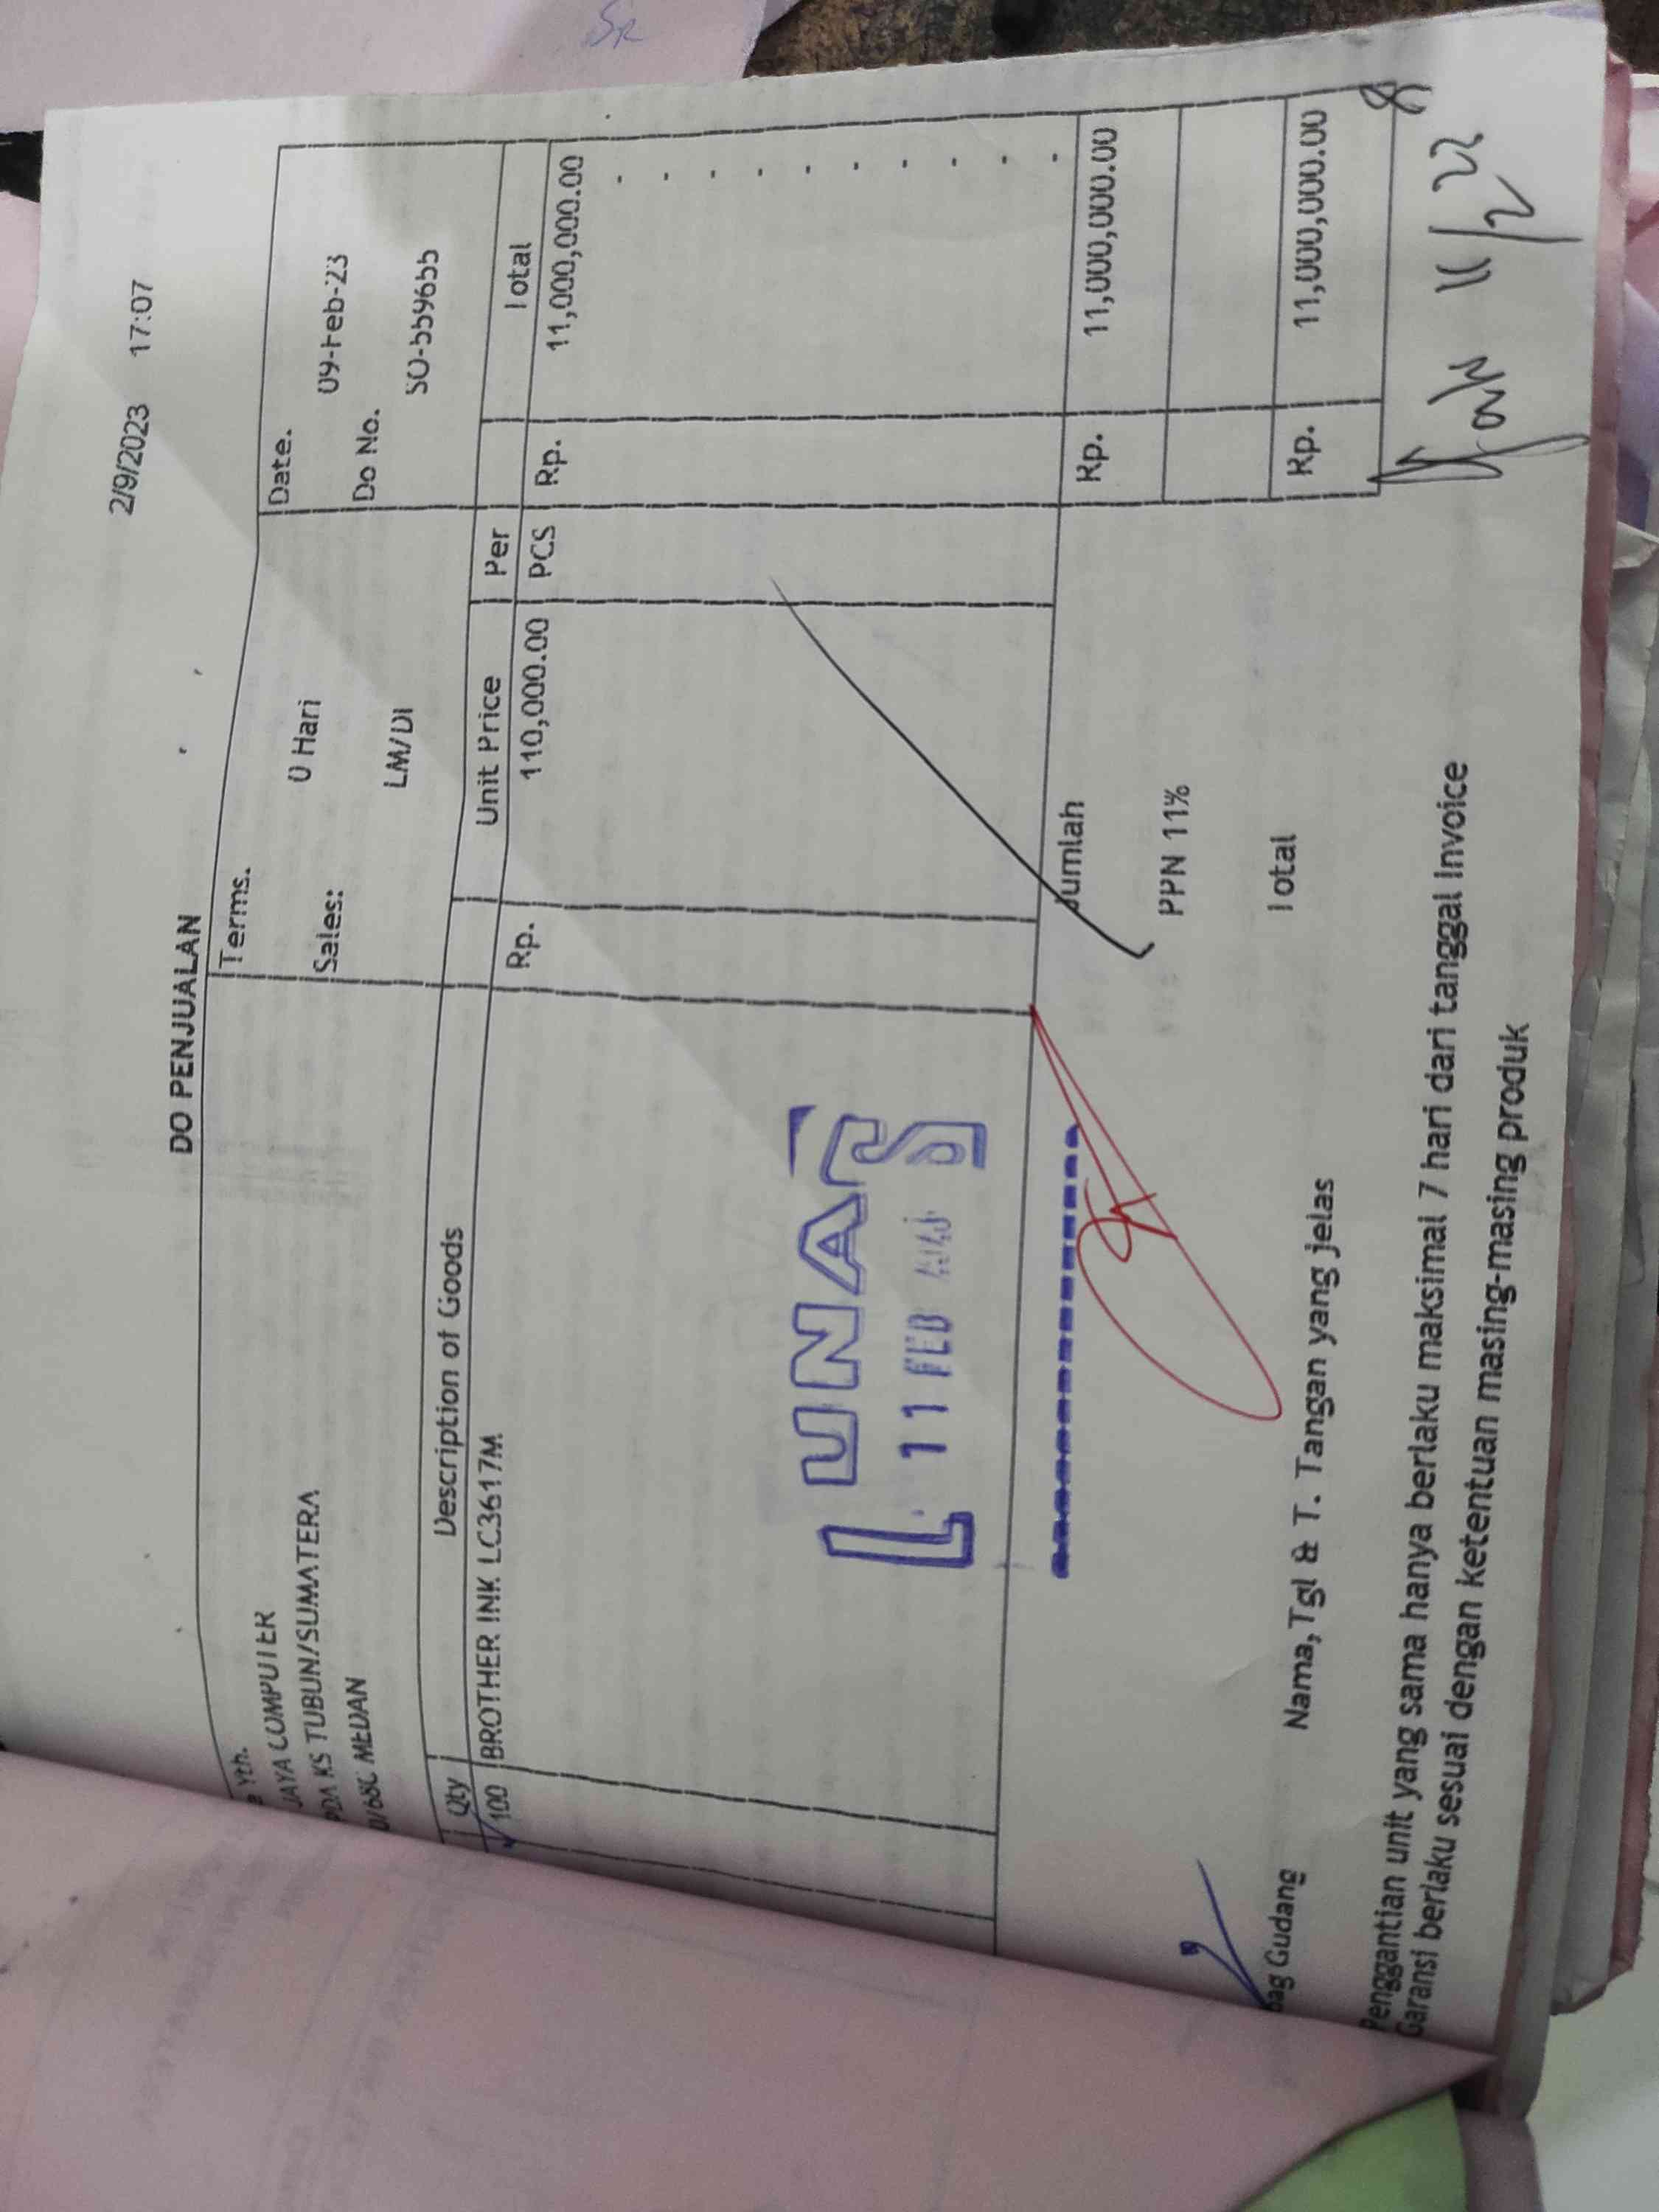 2/9/2023 17:07
DO PENJUALAN
Yth.
JAYA COMPUTER
KS TUBUN/SUMATERA
MEDAN
Terms.
0 Hari
Sales:
LM/DI
Date.
09-Feb-23
Do No.
SO-559655
Qty Description of Goods Unit Price Per Total
100 BROTHER INK LC3617M Rp. 110,000.00 PCS Rp. 11,000,000.00
LUNAS
11 FEB
Jumlah Rp. 11,000,000.00
PPN 11%
Total Rp. 11,000,000.00
11/2 22
Bag Gudang Nama,Tgl & T. Tangan yang jelas
Penggantian unit yang sama hanya berlaku maksimal 7 hari dari tanggal Invoice
Garansi berlaku sesuai dengan ketentuan masing-masing produk